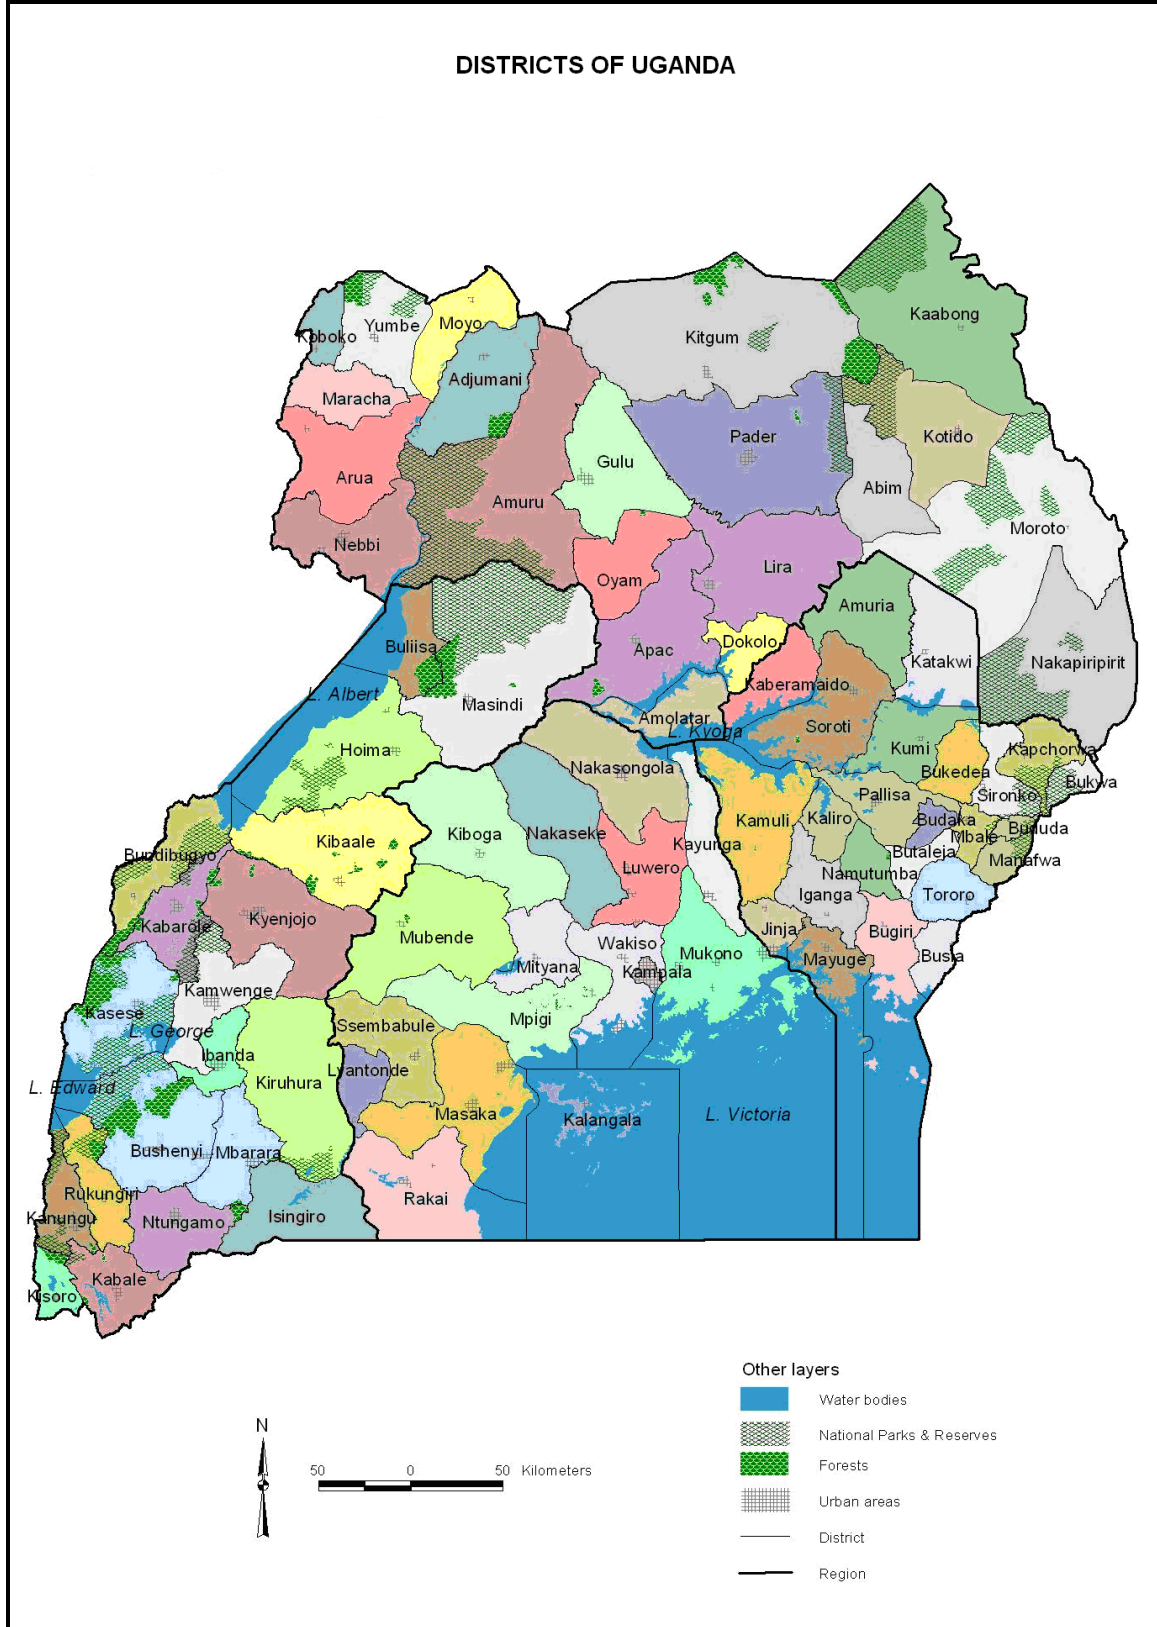 DISTRICTS OF UGANDA
Kaabong
Koboko
Yumbe
Moyo
Kitgum
Adjumani
Maracha
Kotido
Pader
Gulu
Arua
Abim
Amuru
Moroto
Nebbi
Oyam
Lira
Amuria
Buliisa
Apac
Dokolo
Katakwi
Nakapiripirit
L. Albert
Masindi
Kaberamaido
Amolatar
Soroti
L. Kyoga
Hoima
Kumi
Kapchorwa
Nakasongola
Bukedea
Bukwa
Pallisa
Sironko
Kamuli
Kaliro
Budaka
Kiboga
Nakaseke
Mbale
Bududa
Kibaale
Kayunga
Butaleja
Bundibugyo
Luwero
Namutumba
Manafwa
Iganga
Tororo
Kyenjojo
Kabarole
Mubende
Wakiso
Jinja
Bugiri
Mityana
Kampala
Mukono
Mayuge
Busia
Kamwenge
Kasese
Mpigi
L. George
Ssembabule
Ibanda
Lyantonde
Kiruhura
L. Edward
Masaka
Kalangala
L. Victoria
Bushenyi
Mbarara
Rukungiri
Rakai
Kanungu
Ntungamo
Isingiro
Kabale
Kisoro
Other layers
Water bodies
National Parks & Reserves
Forests
Urban areas
District
Region
N
50 0 50 Kilometers